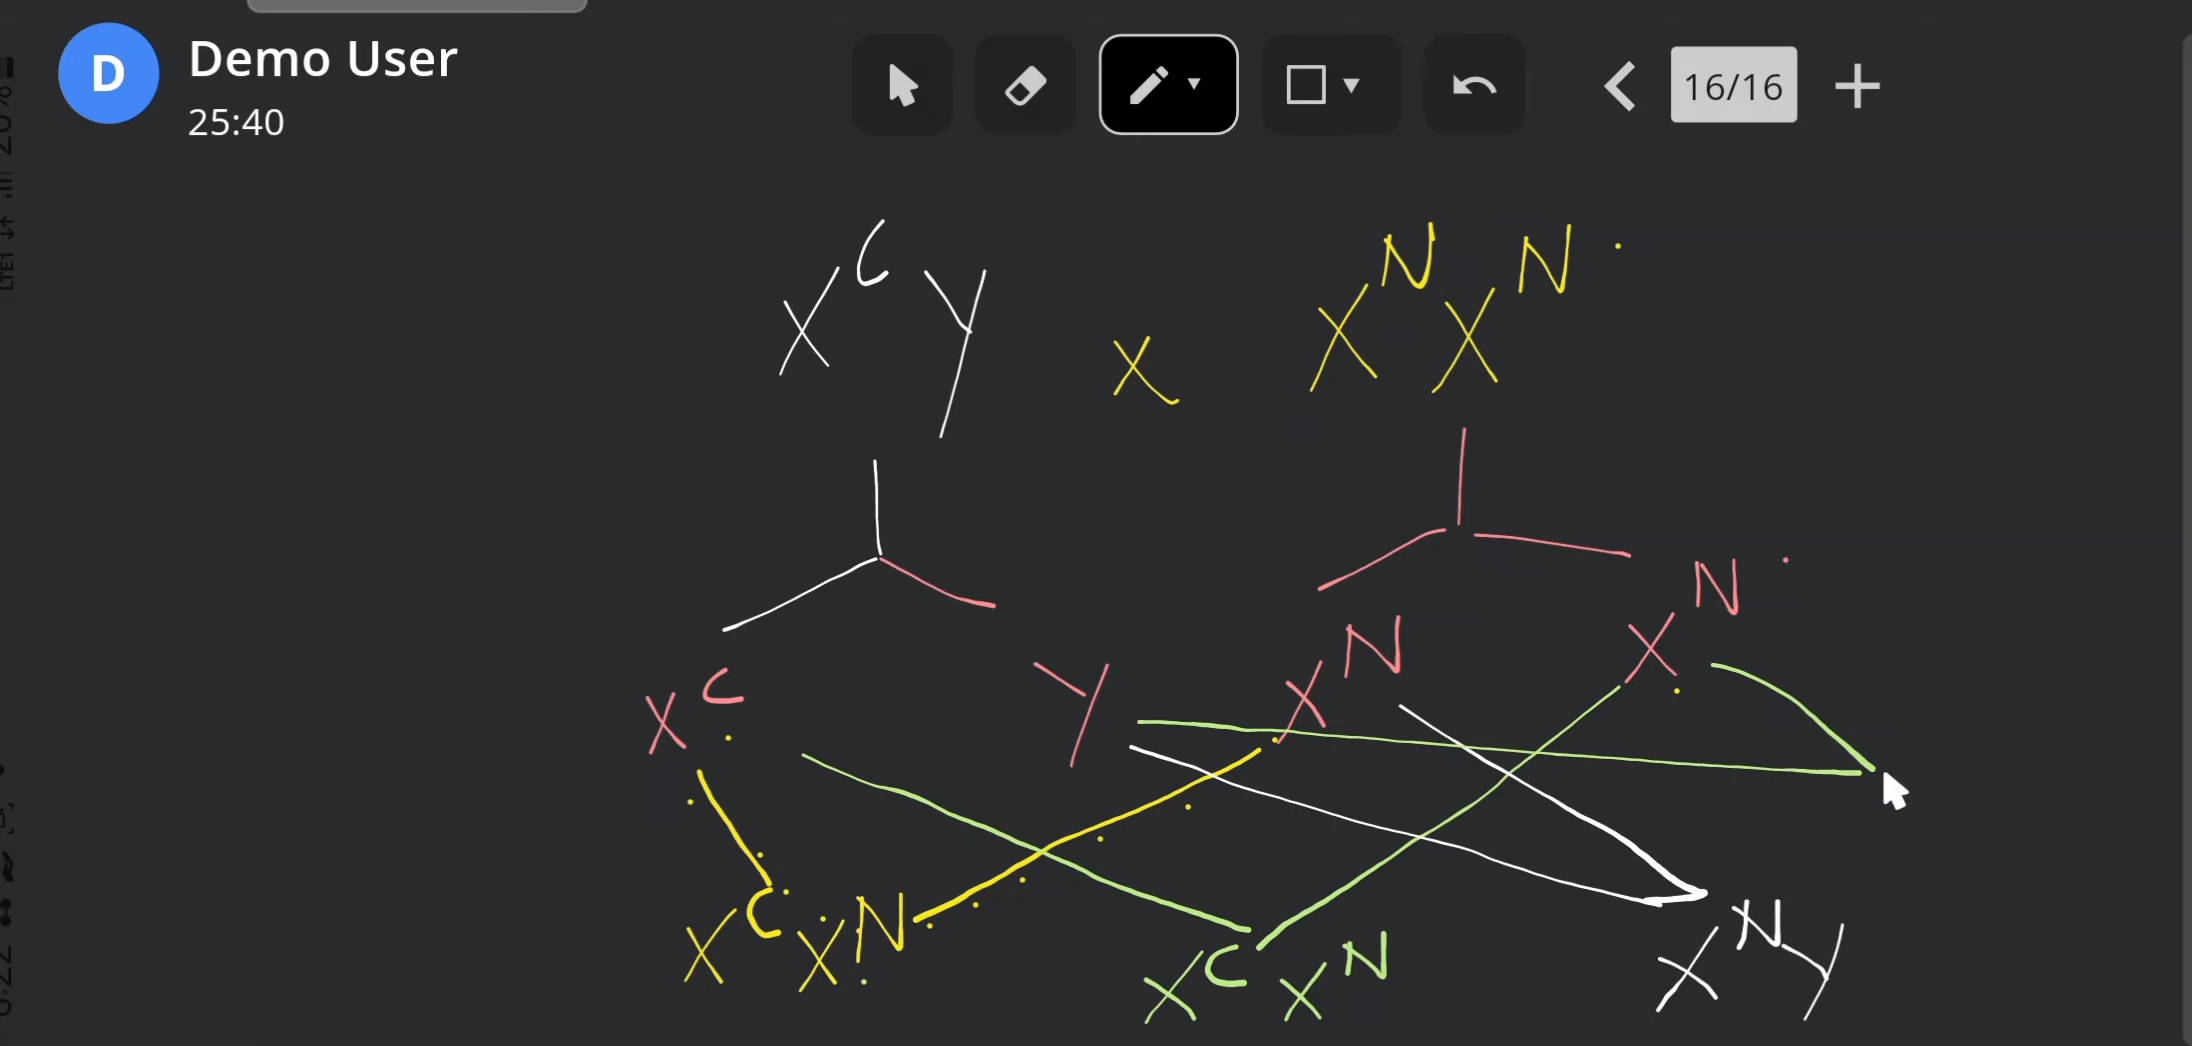 Demo User
25:40
16/16
X^C Y X X^N X^N
X^C Y X^N X^N
X^C X^N X^C X^N X^N Y